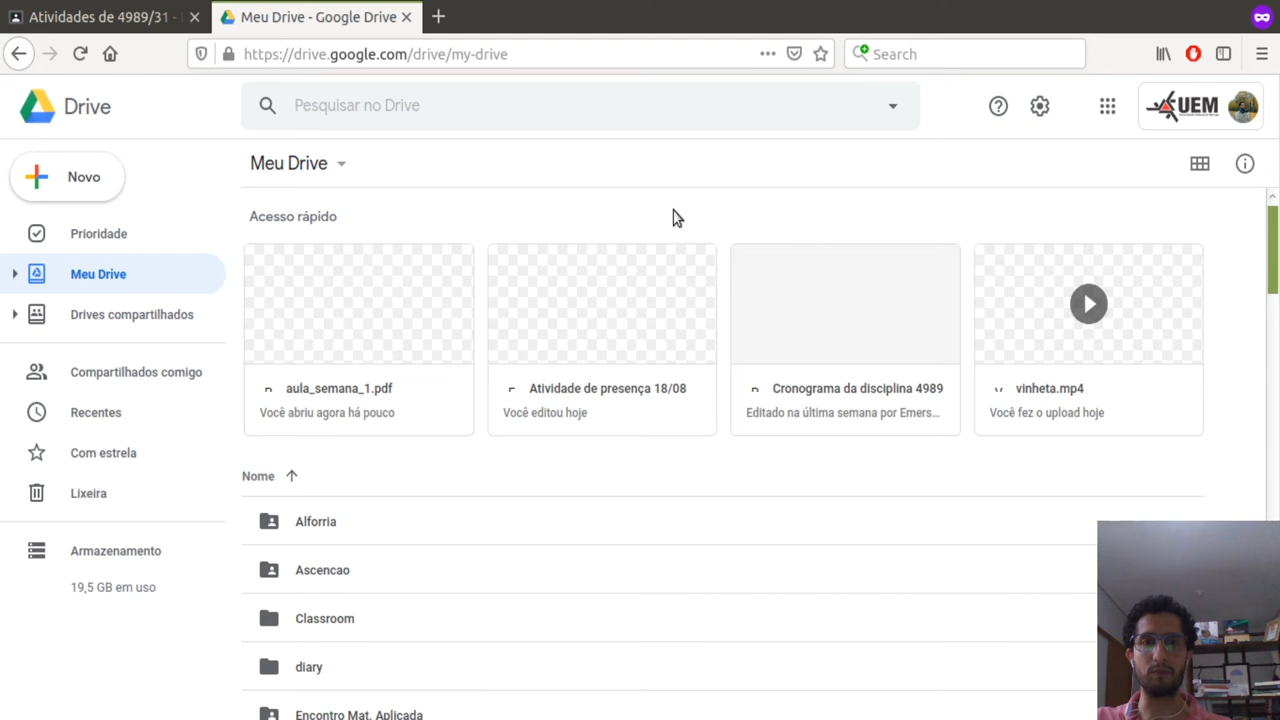 Atividades de 4989/31 -
Meu Drive - Google Drive
https://drive.google.com/drive/my-drive
Search
Drive
Pesquisar no Drive
UEM
Novo
Meu Drive
Prioridade
Meu Drive
Drives compartilhados
Compartilhados comigo
Recentes
Com estrela
Lixeira
Armazenamento
19,5 GB em uso
Acesso rápido
aula_semana_1.pdf
Você abriu agora há pouco
Atividade de presença 18/08
Você editou hoje
Cronograma da disciplina 4989
Editado na última semana por Emers...
vinheta.mp4
Você fez o upload hoje
Nome
Alforria
Ascencao
Classroom
diary
Encontro Mat. Aplicada